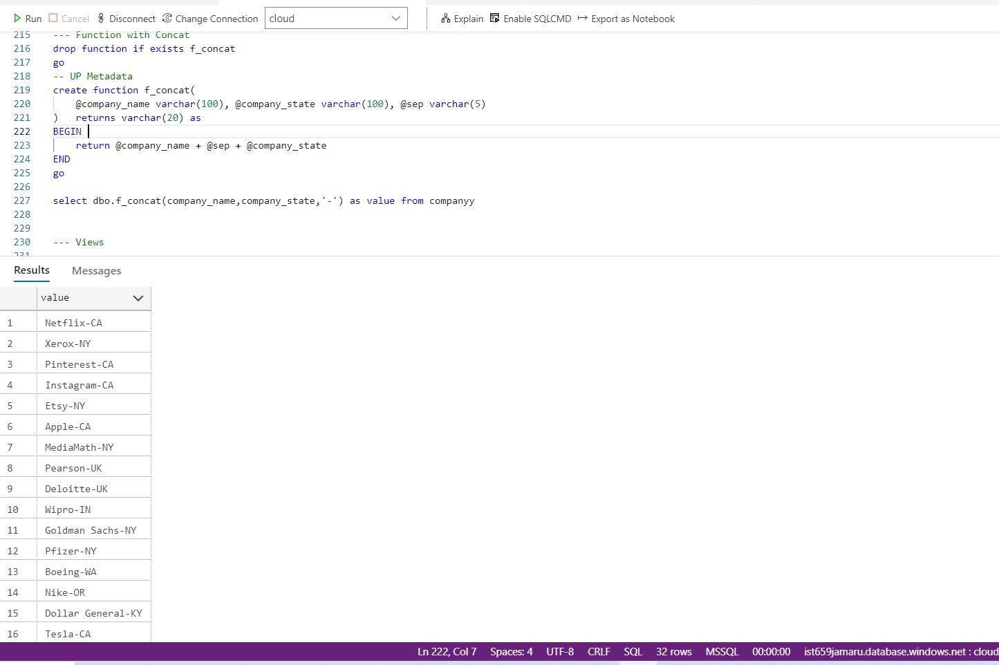 Run Cancel Disconnect Change Connection cloud Explain Enable SQLCMD Export as Notebook
215 --- Function with Concat
216 drop function if exists f_concat
217 go
218 -- UP Metadata
219 create function f_concat(
220 @company_name varchar(100), @company_state varchar(100), @sep varchar(5)
221 ) returns varchar(20) as
222 BEGIN
223 return @company_name + @sep + @company_state
224 END
225 go
226
227 select dbo.f_concat(company_name,company_state,'-') as value from companyy
228
229
230 --- Views
231
Results Messages
value
1 Netflix-CA
2 Xerox-NY
3 Pinterest-CA
4 Instagram-CA
5 Etsy-NY
6 Apple-CA
7 MediaMath-NY
8 Pearson-UK
9 Deloitte-UK
10 Wipro-IN
11 Goldman Sachs-NY
12 Pfizer-NY
13 Boeing-WA
14 Nike-OR
15 Dollar General-KY
16 Tesla-CA
Ln 222, Col 7 Spaces: 4 UTF-8 CRLF SQL 32 rows MSSQL 00:00:00 ist659jamaru.database.windows.net : cloud